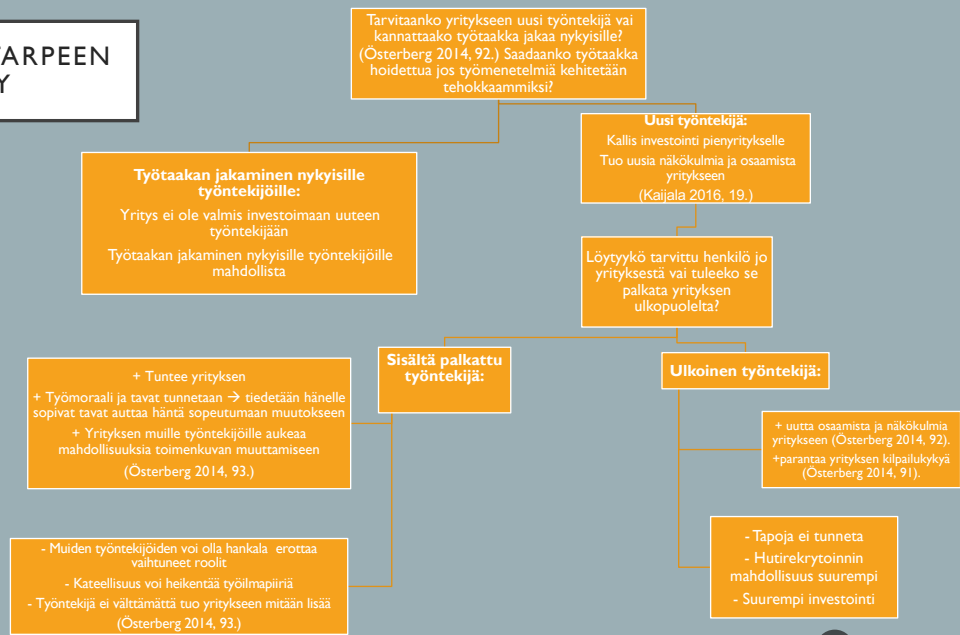 TARPEEN
Y
Tarvitaanko yritykseen uusi työntekijä vai
kannattaako työtaakka jakaa nykyisille?
(Österberg 2014, 92.) Saadaanko työtaakka
hoidettua jos työmenetelmiä kehitetään
tehokkaammiksi?
Uusi työntekijä:
Kallis investointi pienyritykselle
Tuo uusia näkökulmia ja osaamista
yritykseen
(Kaijala 2016, 19.)
Työtaakan jakaminen nykyisille
työntekijöille:
Yritys ei ole valmis investoimaan uuteen
työntekijään
Työtaakan jakaminen nykyisille työntekijöille
mahdollista
Löytyykö tarvittu henkilö jo
yrityksestä vai tuleeko se
palkata yrityksen
ulkopuolelta?
Sisältä palkattu
työntekijä:
+ Tuntee yrityksen
+ Työmoraali ja tavat tunnetaan → tiedetään hänelle
sopivat tavat auttaa häntä sopeutumaan muutokseen
+ Yrityksen muille työntekijöille aukeaa
mahdollisuuksia toimenkuvan muuttamiseen
(Österberg 2014, 93.)
- Muiden työntekijöiden voi olla hankala erottaa
vaihtuneet roolit
- Kateellisuus voi heikentää työilmapiiriä
- Työntekijä ei välttämättä tuo yritykseen mitään lisää
(Österberg 2014, 93.)
Ulkoinen työntekijä:
+ uutta osaamista ja näkökulmia
yritykseen (Österberg 2014, 92).
+parantaa yrityksen kilpailukykyä
(Österberg 2014, 91).
- Tapoja ei tunneta
- Hutirekrytoinnin
mahdollisuus suurempi
- Suurempi investointi